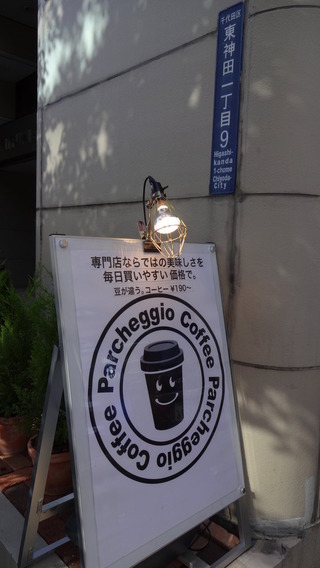 千代田区
東神田一丁目9
Higashi-
kanda
1-chome
Chiyoda-
City
専門店ならではの美味しさを
毎日買いやすい価格で。
豆が違う。コーヒー ¥190〜
Parcheggio Coffee Parcheggio Coffee